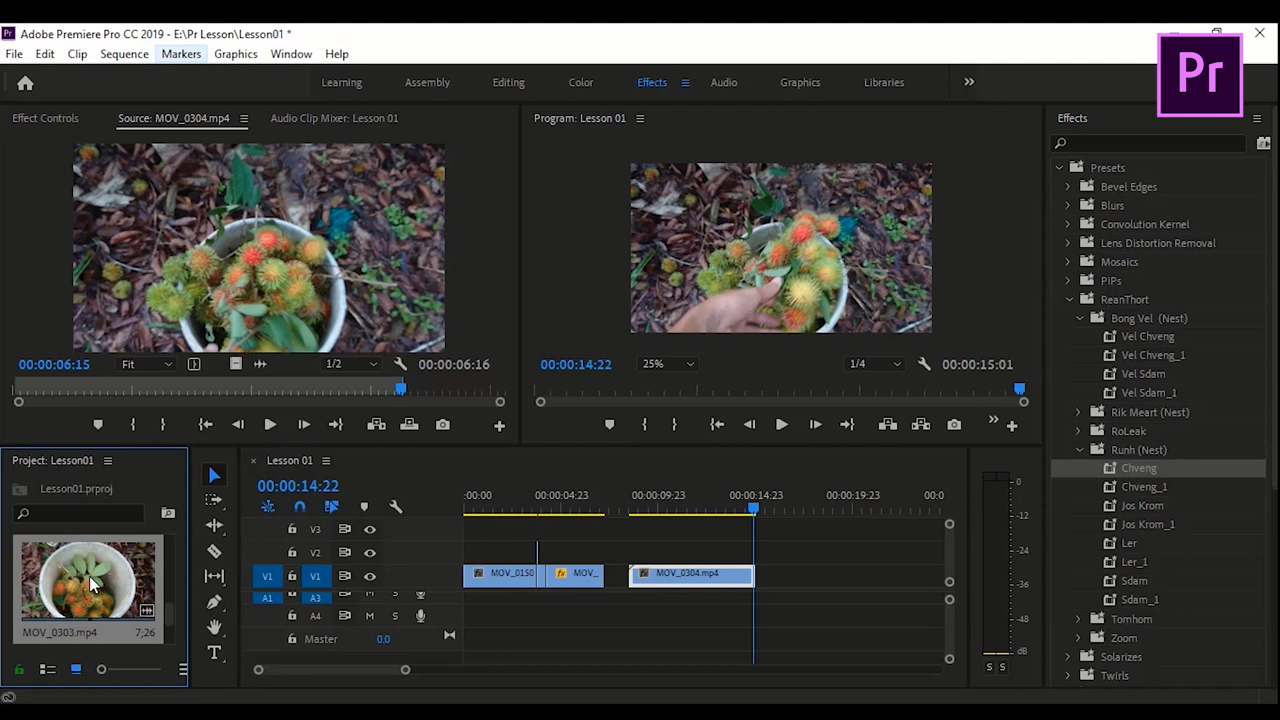 Adobe Premiere Pro CC 2019 - E:\Pr Lesson\Lesson01 *
File Edit Clip Sequence Markers Graphics Window Help
Pr
Learning Assembly Editing Color Effects Audio Graphics Libraries
Effect Controls Source: MOV_0304.mp4 Audio Clip Mixer: Lesson 01
00:00:06:15 Fit 1/2 00:00:06:16
Program: Lesson 01
00:00:14:22 25% 1/4 00:00:15:01
Effects
Presets
Bevel Edges
Blurs
Convolution Kernel
Lens Distortion Removal
Mosaics
PiPs
ReanThort
Bong Vel (Nest)
Vel Chveng
Vel Chveng_1
Vel Sdam
Vel Sdam_1
Rik Meart (Nest)
RoLeak
Runh (Nest)
Chveng
Chveng_1
Jos Krom
Jos Krom_1
Ler
Ler_1
Sdam
Sdam_1
Tomhom
Zoom
Solarizes
Twirls
Project: Lesson01
Lesson01.prproj
MOV_0303.mp4 7;26
Lesson 01
00:00:14:22
:00:00 00:00:04:23 00:00:09:23 00:00:14:23 00:00:19:23 00:0
V3
V2
V1 V1 MOV_0150 MOV_ MOV_0304.mp4
A1 A3 M S
A4 M S
Master 0.0
0
-12
-24
-36
-48
dB
S S